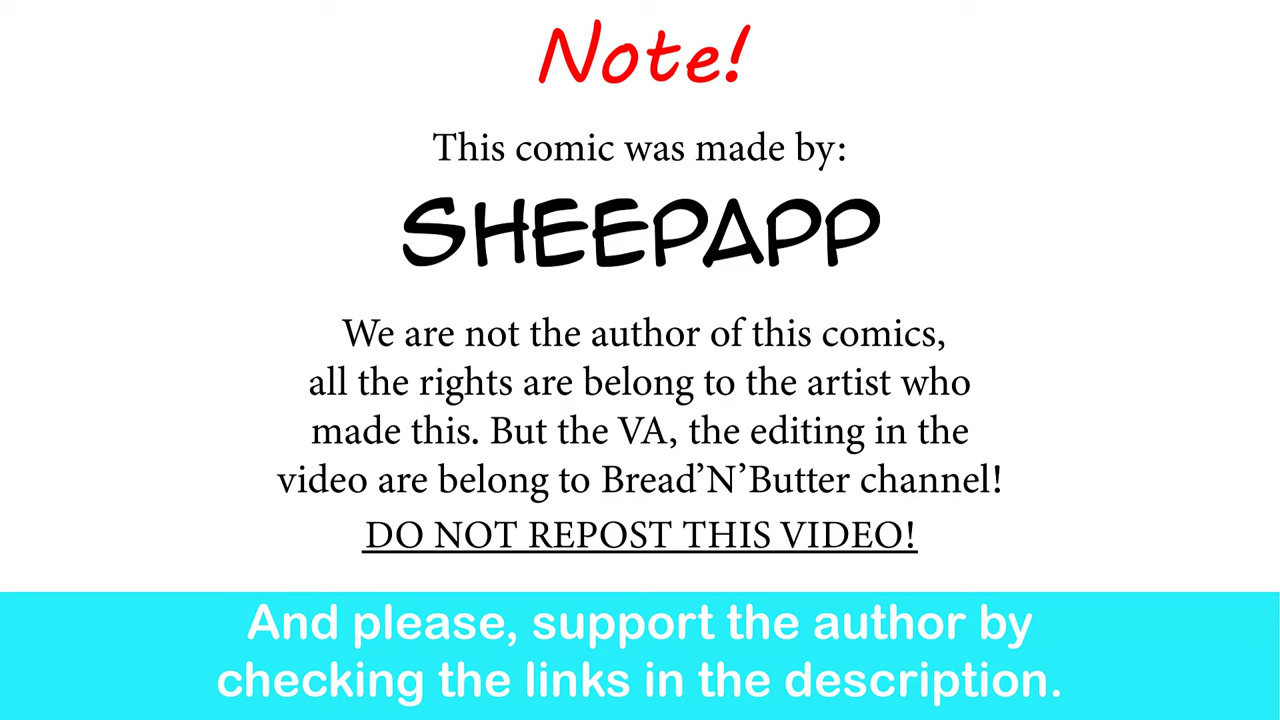 Note!
This comic was made by:
SHEEPAPP
We are not the author of this comics,
all the rights are belong to the artist who
made this. But the VA, the editing in the
video are belong to Bread’N’Butter channel!
DO NOT REPOST THIS VIDEO!
And please, support the author by
checking the links in the description.